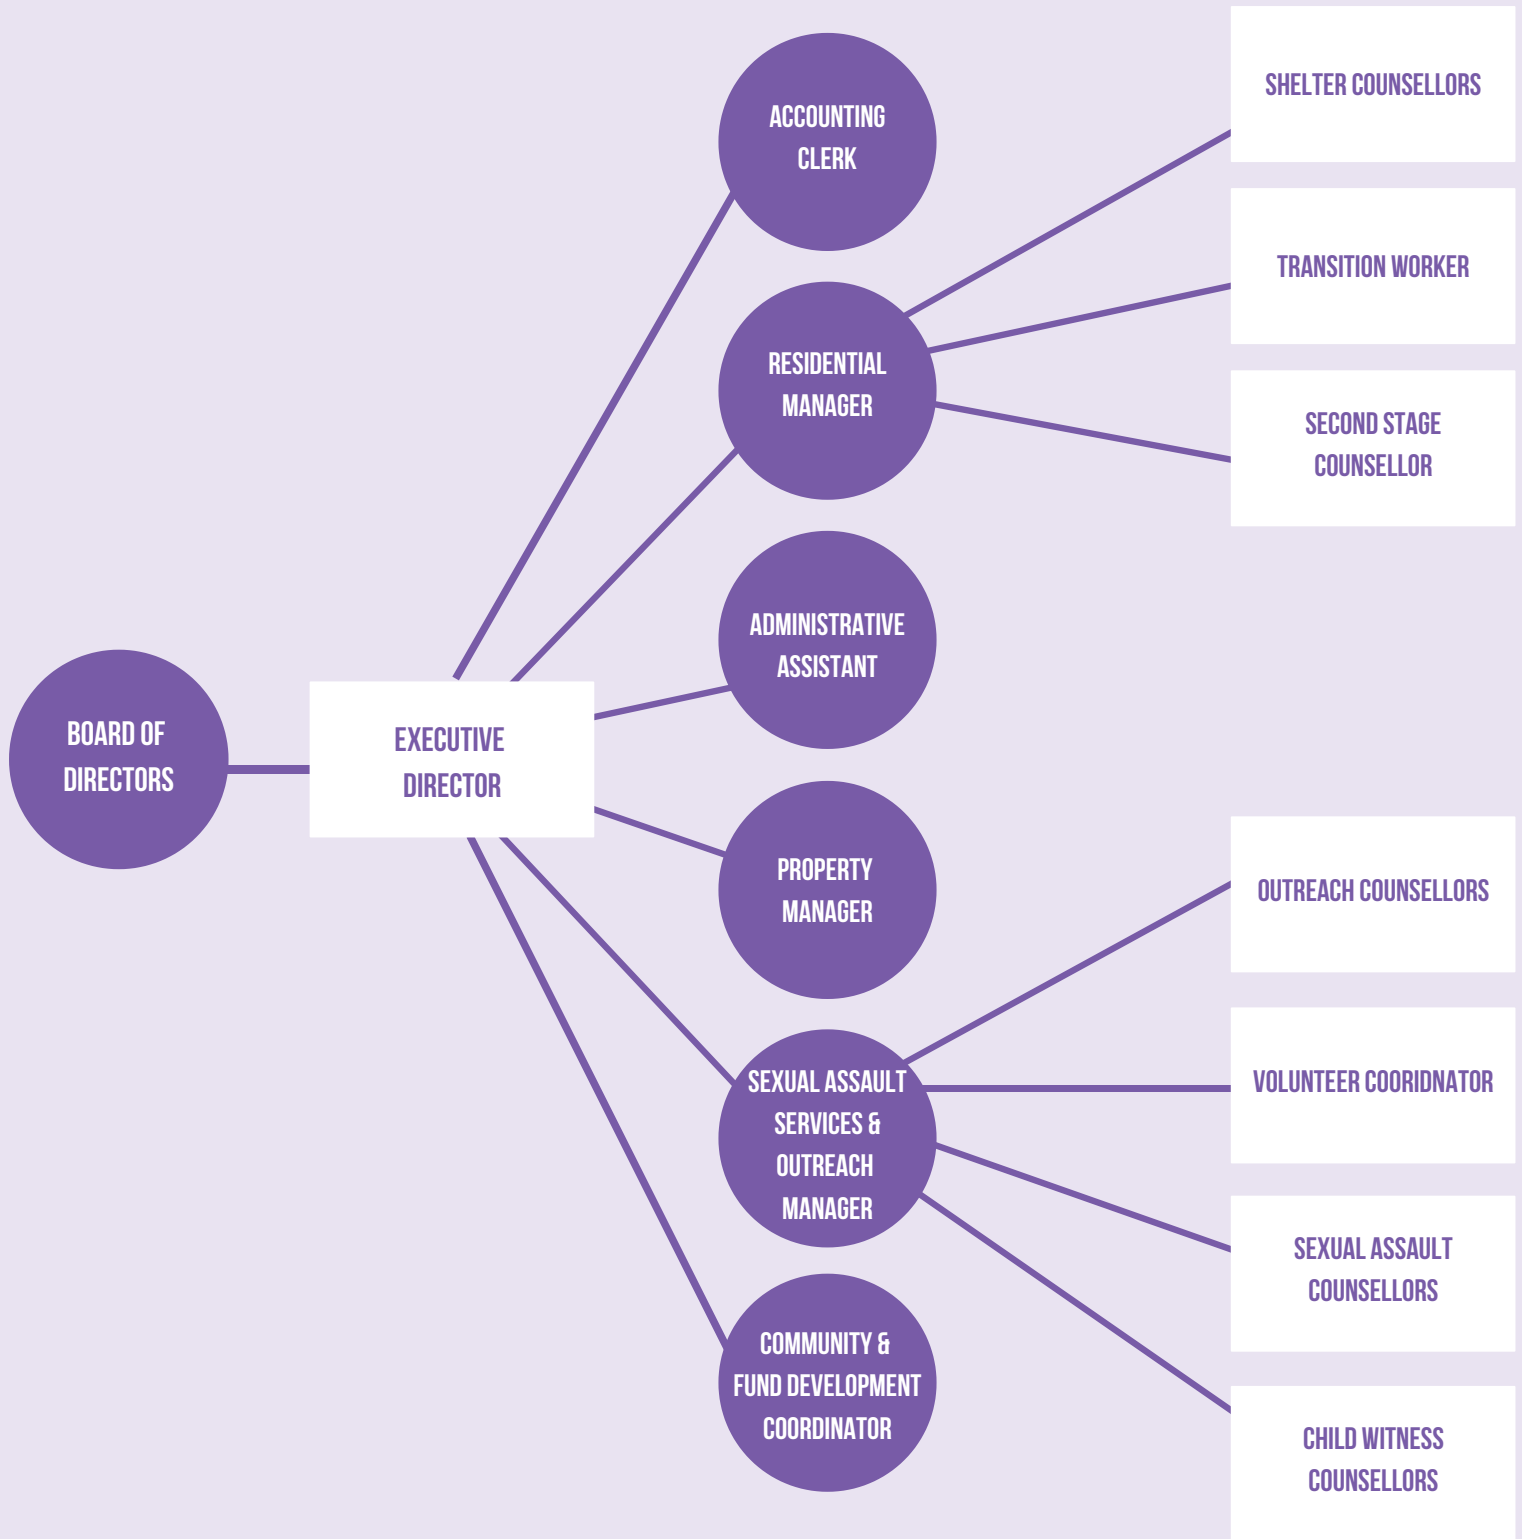 BOARD OF
DIRECTORS
EXECUTIVE
DIRECTOR
ACCOUNTING
CLERK
RESIDENTIAL
MANAGER
ADMINISTRATIVE
ASSISTANT
PROPERTY
MANAGER
SEXUAL ASSAULT
SERVICES &
OUTREACH
MANAGER
COMMUNITY &
FUND DEVELOPMENT
COORDINATOR
SHELTER COUNSELLORS
TRANSITION WORKER
SECOND STAGE
COUNSELLOR
OUTREACH COUNSELLORS
VOLUNTEER COORIDNATOR
SEXUAL ASSAULT
COUNSELLORS
CHILD WITNESS
COUNSELLORS